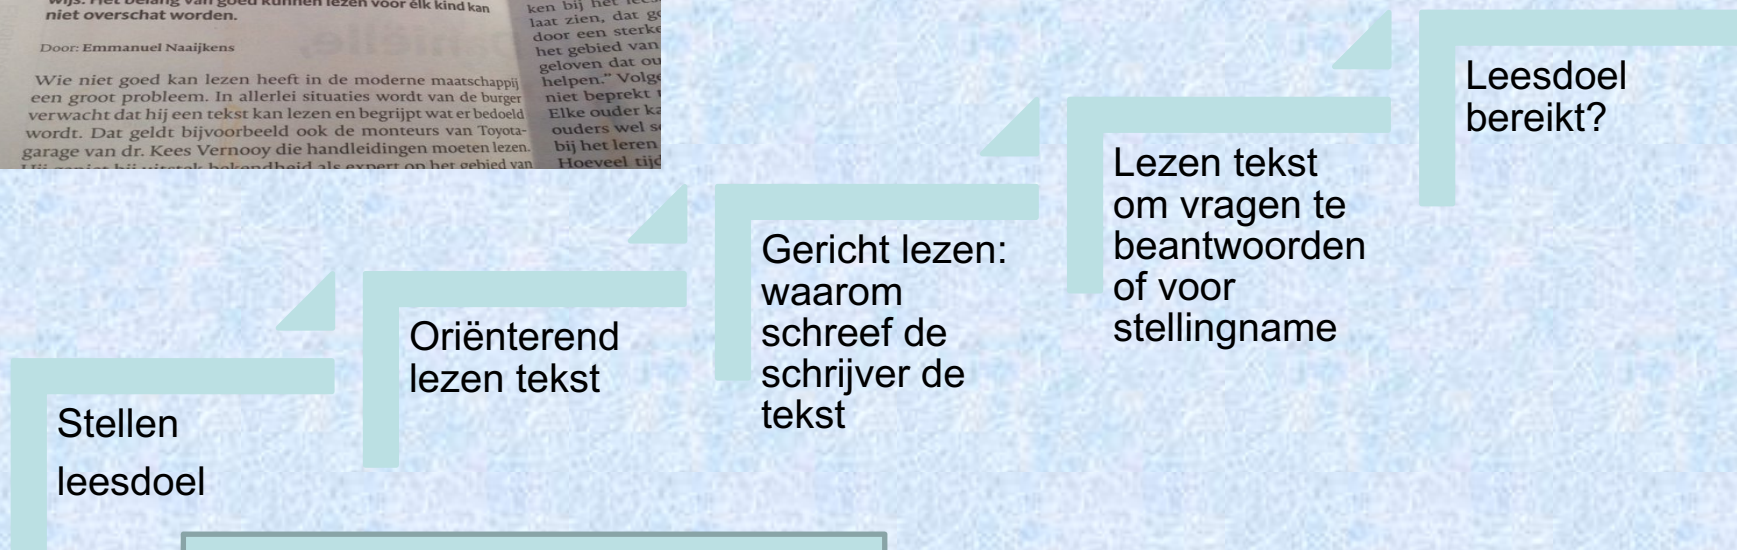 niet overschat worden.
Door: Emmanuel Naaijkens
Wie niet goed kan lezen heeft in de moderne maatschappij
een groot probleem. In allerlei situaties wordt van de burger
verwacht dat hij een tekst kan lezen en begrijpt wat er bedoeld
wordt. Dat geldt bijvoorbeeld ook de monteurs van Toyota-
garage van dr. Kees Vernooy die handleidingen moeten lezen.
laat zien, dat
door een sterke
het gebied van
geloven dat ou
helpen." Volge
niet beprekt
Elke ouder ka
ouders wel
bij het leren
Hoeveel tijd
Stellen
leesdoel
Oriënterend
lezen tekst
Gericht lezen:
waarom
schreef de
schrijver de
tekst
Lezen tekst
om vragen te
beantwoorden
of voor
stellingname
Leesdoel
bereikt?